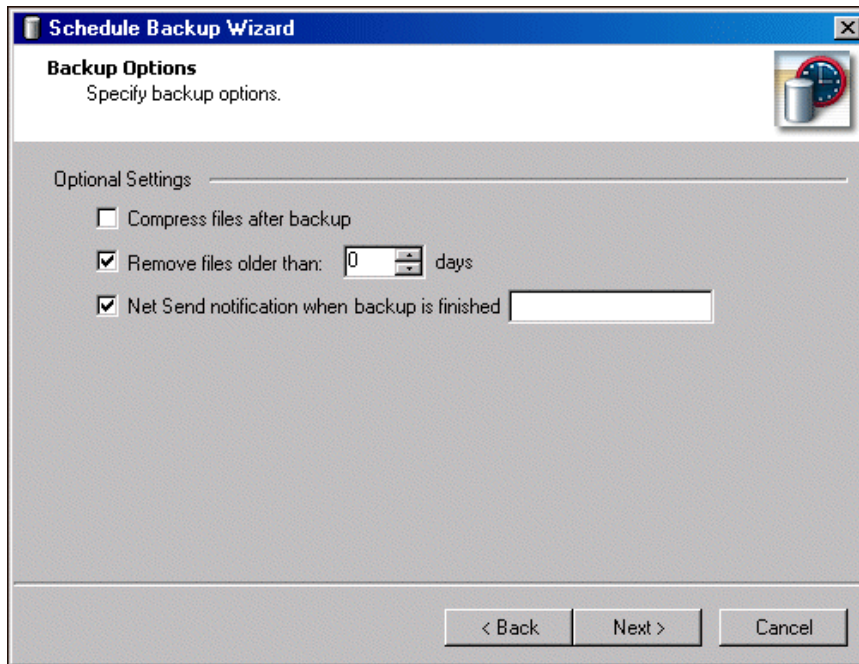 Schedule Backup Wizard
Backup Options
Specify backup options.
Optional Settings
Compress files after backup
Remove files older than: 0 days
Net Send notification when backup is finished
< Back Next > Cancel